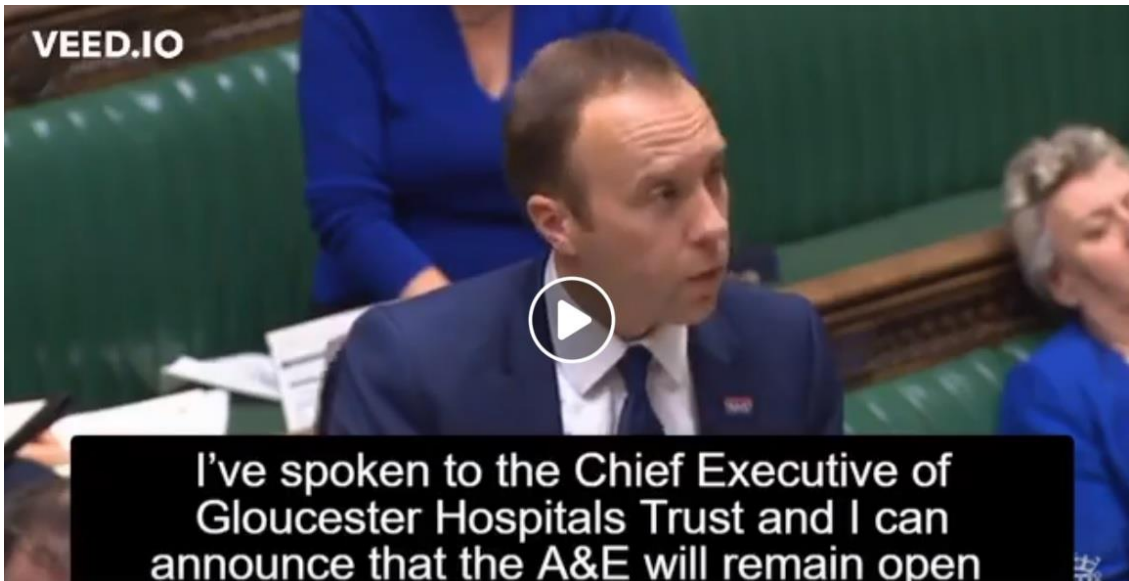 VEED.IO
I've spoken to the Chief Executive of
Gloucester Hospitals Trust and I can
announce that the A&E will remain open